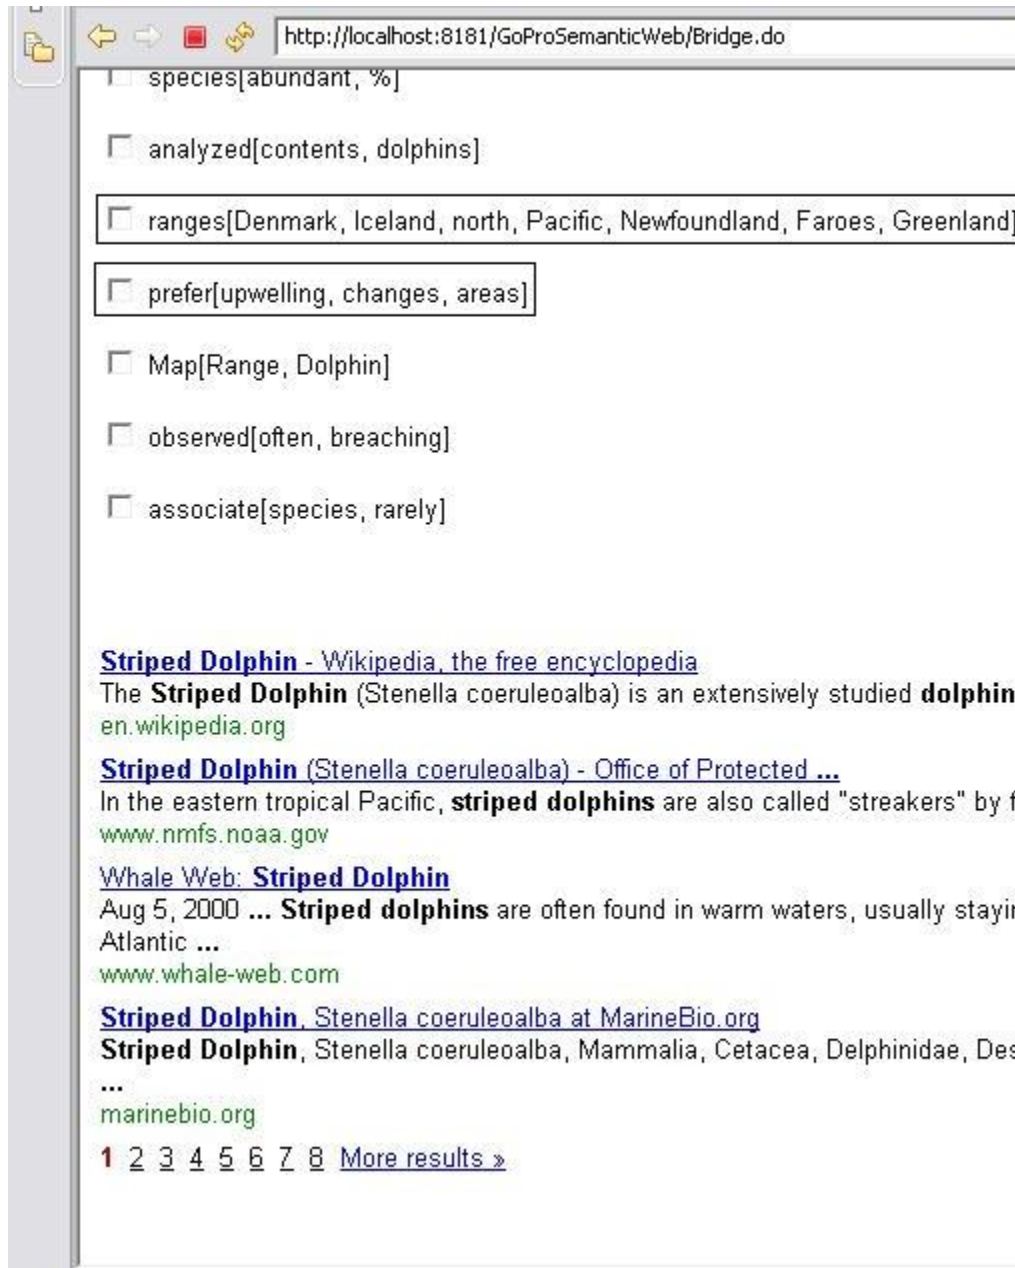 http://localhost:8181/GoProSemanticWeb/Bridge.do
species[abundant, %]
analyzed[contents, dolphins]
ranges[Denmark, Iceland, north, Pacific, Newfoundland, Faroes, Greenland]
prefer[upwelling, changes, areas]
Map[Range, Dolphin]
observed[often, breaching]
associate[species, rarely]
Striped Dolphin - Wikipedia, the free encyclopedia
The Striped Dolphin (Stenella coeruleoalba) is an extensively studied dolphin
en.wikipedia.org
Striped Dolphin (Stenella coeruleoalba) - Office of Protected ...
In the eastern tropical Pacific, striped dolphins are also called "streakers" by f
www.nmfs.noaa.gov
Whale Web: Striped Dolphin
Aug 5, 2000 ... Striped dolphins are often found in warm waters, usually
Atlantic ...
www.whale-web.com
Striped Dolphin, Stenella coeruleoalba at MarineBio.org
Striped Dolphin, Stenella coeruleoalba, Mammalia, Cetacea, Delphinidae, Des
...
marinebio.org
1 2 3 4 5 6 7 8 More results »